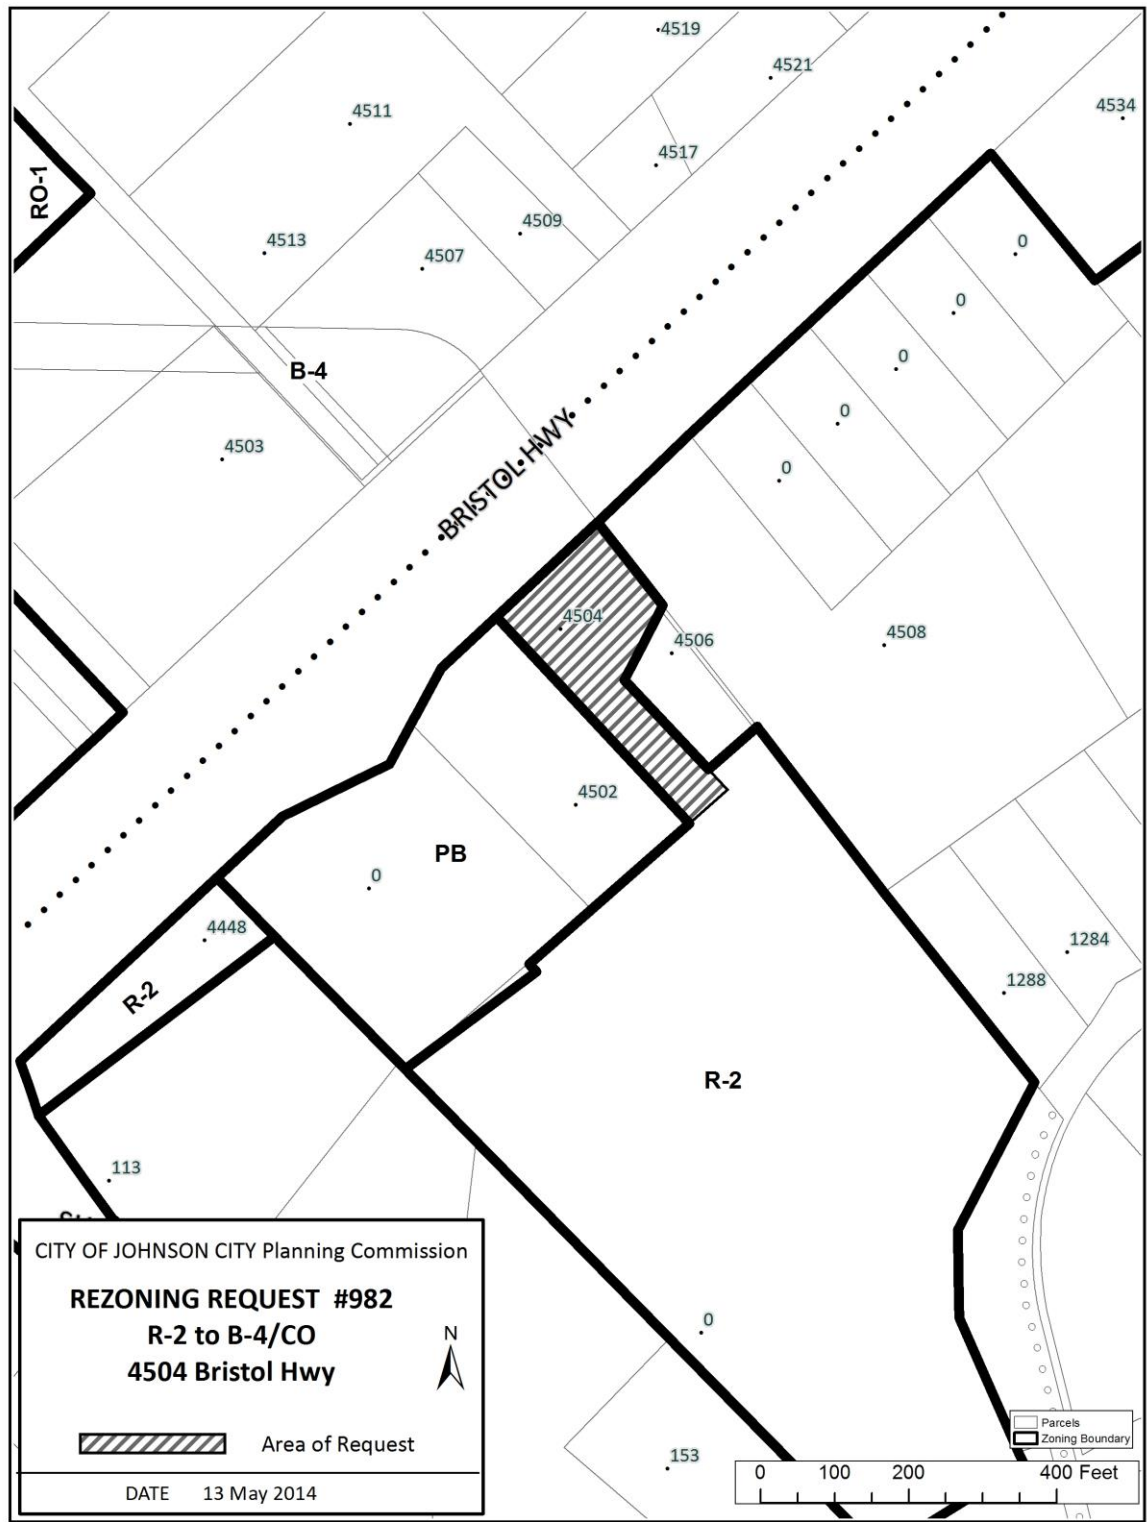 4519
4521
4511
4534
4517
RO-1
4509
4513
4507
0
0
0
B-4
0
4503
0
BRISTOL HWY
4504
4506
4508
4502
PB
0
4448
1284
R-2
1288
R-2
113
CITY OF JOHNSON CITY Planning Commission
REZONING REQUEST #982
R-2 to B-4/CO
4504 Bristol Hwy
N
Area of Request
DATE 13 May 2014
0
153
Parcels
Zoning Boundary
0 100 200 400 Feet